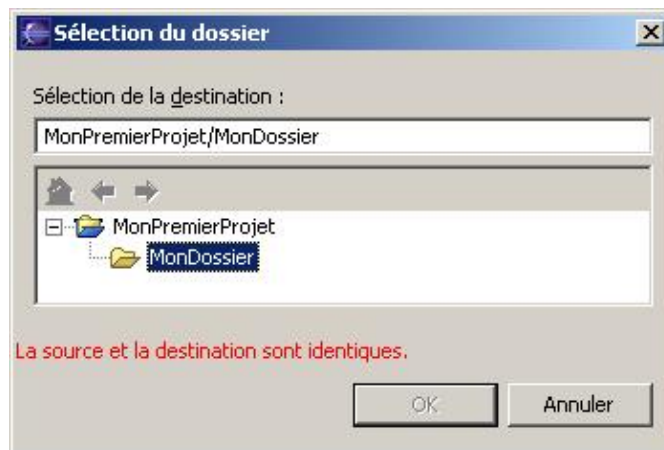 Sélection du dossier
Sélection de la destination :
MonPremierProjet/MonDossier
MonPremierProjet
MonDossier
La source et la destination sont identiques.
OK Annuler